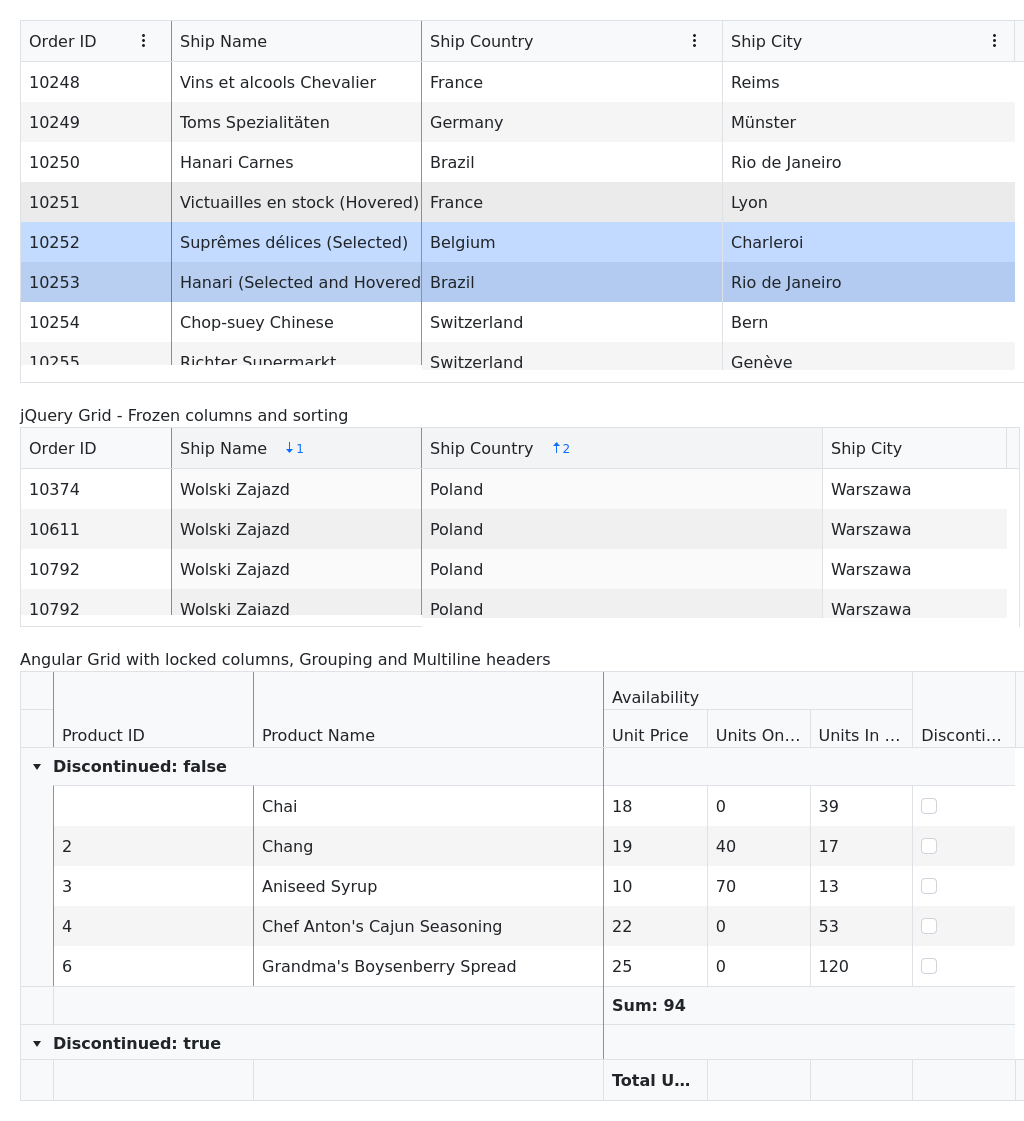 Order ID Ship Name Ship Country Ship City
10248 Vins et alcools Chevalier France Reims
10249 Toms Spezialitäten Germany Münster
10250 Hanari Carnes Brazil Rio de Janeiro
10251 Victuailles en stock (Hovered) France Lyon
10252 Suprêmes délices (Selected) Belgium Charleroi
10253 Hanari (Selected and Hovered Brazil Rio de Janeiro
10254 Chop-suey Chinese Switzerland Bern
10255 Richter Supermarkt Switzerland Genève
jQuery Grid - Frozen columns and sorting
Order ID Ship Name ↓1 Ship Country ↑2 Ship City
10374 Wolski Zajazd Poland Warszawa
10611 Wolski Zajazd Poland Warszawa
10792 Wolski Zajazd Poland Warszawa
10792 Wolski Zajazd Poland Warszawa
Angular Grid with locked columns, Grouping and Multiline headers
Availability
Product ID Product Name Unit Price Units On... Units In ... Disconti...
Discontinued: false
Chai 18 0 39
2 Chang 19 40 17
3 Aniseed Syrup 10 70 13
4 Chef Anton's Cajun Seasoning 22 0 53
6 Grandma's Boysenberry Spread 25 0 120
Sum: 94
Discontinued: true
Total U...